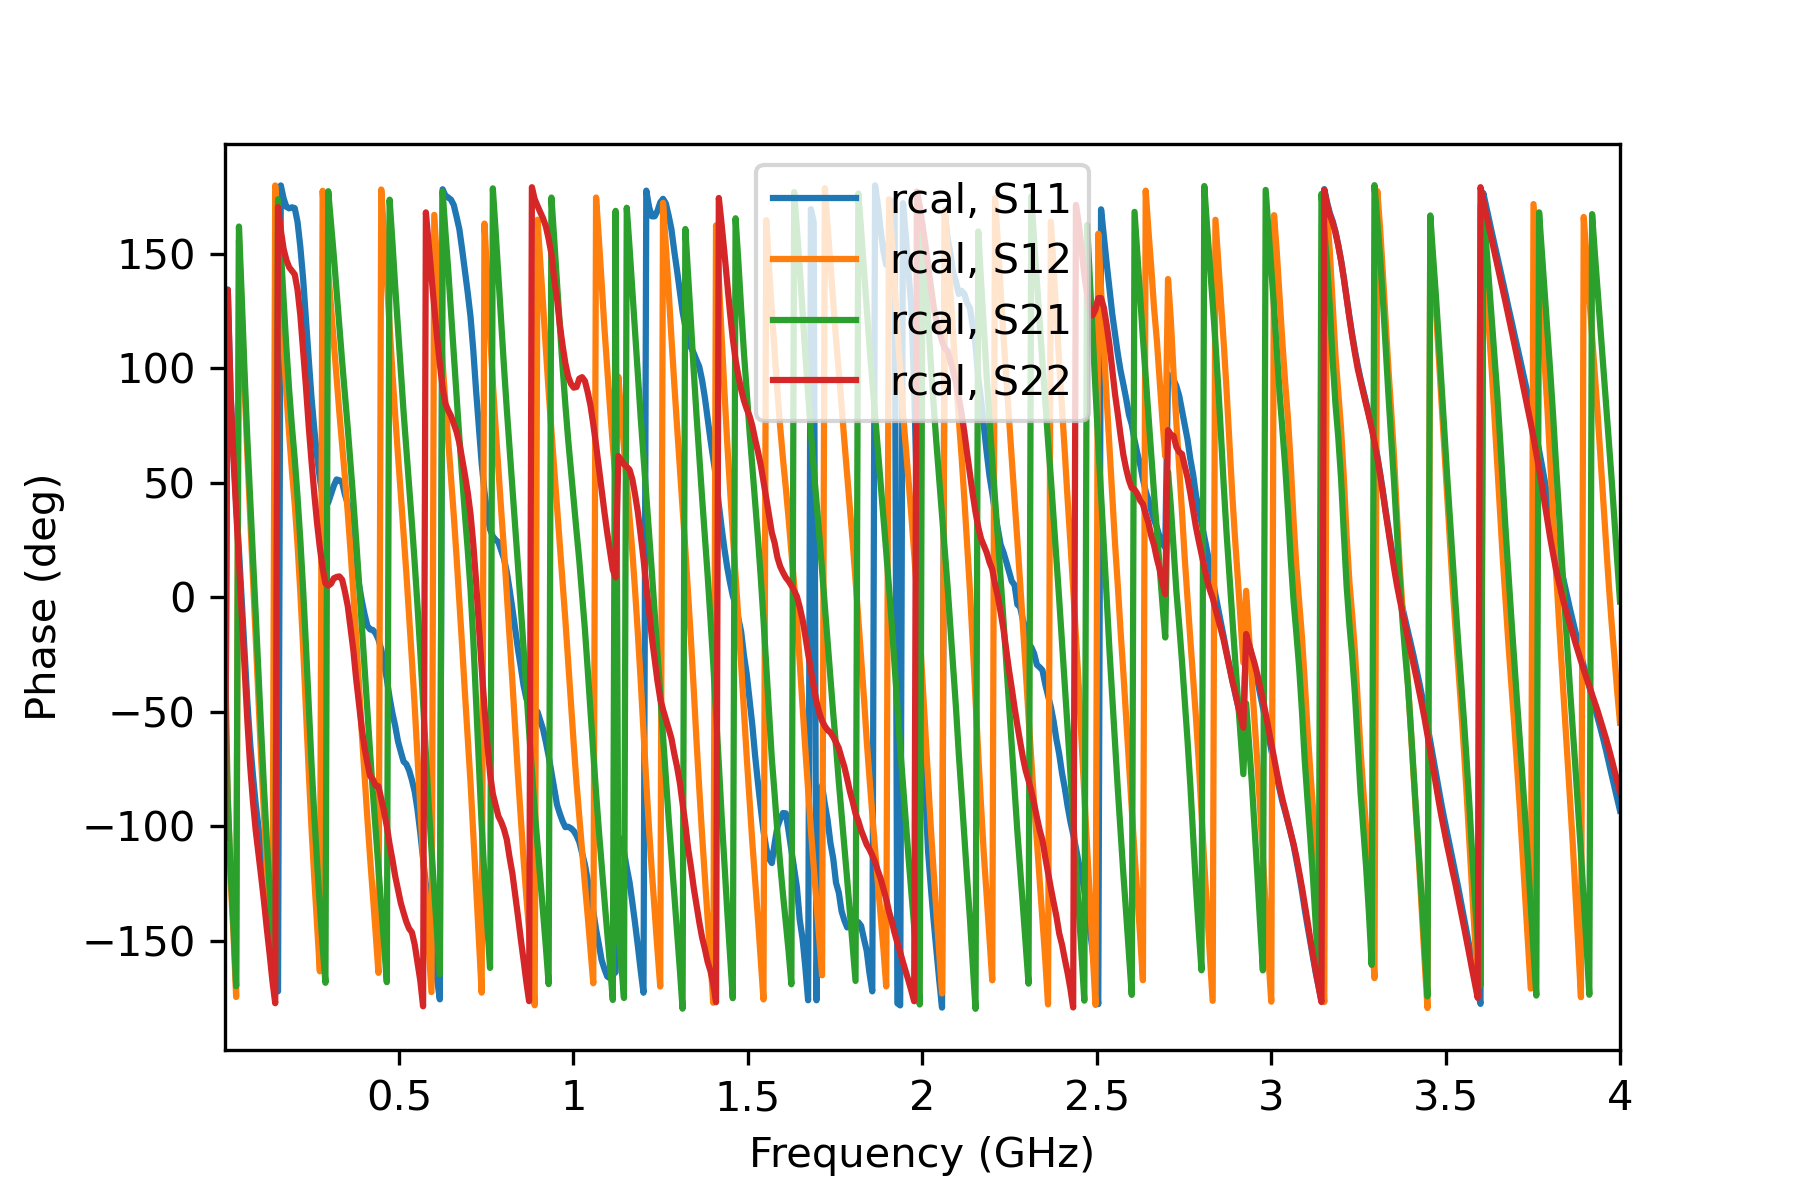 rcal, S11
rcal, S12
rcal, S21
rcal, S22
Phase (deg)
150
100
50
0
−50
−100
−150
0.5 1 1.5 2 2.5 3 3.5 4
Frequency (GHz)